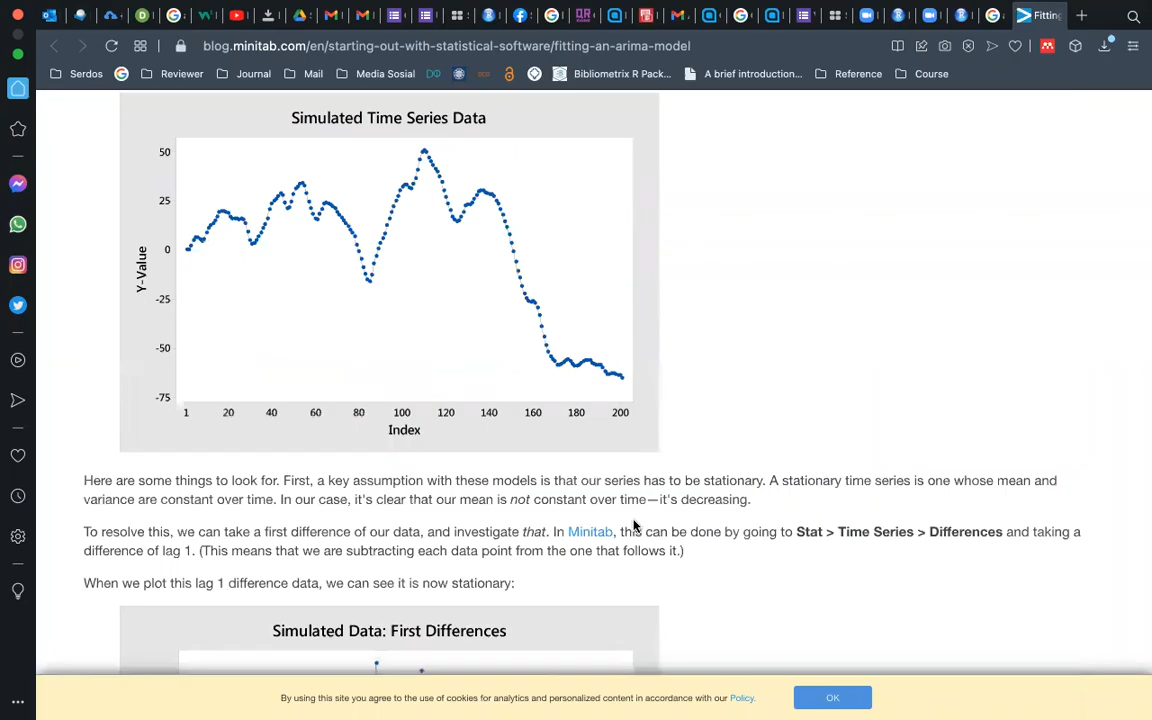 Fitting
blog.minitab.com/en/starting-out-with-statistical-software/fitting-an-arima-model
Serdos
Reviewer
Journal
Mail
Media Sosial
Bibliometrix R Pack...
A brief introduction...
Reference
Course
Simulated Time Series Data
50
25
0
-25
-50
-75
Y-Value
1 20 40 60 80 100 120 140 160 180 200
Index
Here are some things to look for. First, a key assumption with these models is that our series has to be stationary. A stationary time series is one whose mean and
variance are constant over time. In our case, it's clear that our mean is not constant over time—it's decreasing.
To resolve this, we can take a first difference of our data, and investigate that. In Minitab, this can be done by going to Stat > Time Series > Differences and taking a
difference of lag 1. (This means that we are subtracting each data point from the one that follows it.)
When we plot this lag 1 difference data, we can see it is now stationary:
Simulated Data: First Differences
By using this site you agree to the use of cookies for analytics and personalized content in accordance with our Policy.
OK